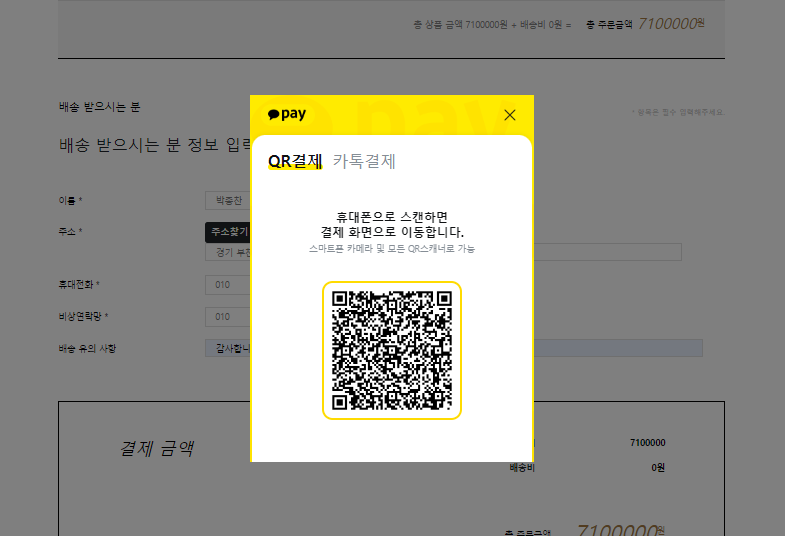 총 상품 금액 7100000원 + 배송비 0원 = 총 주문금액 7100000원
배송 받으시는 분
* 항목은 필수 입력해주세요
배송 받으시는 분 정보 입력
이름 *
박종찬
주소 *
주소찾기
경기 부천
휴대전화 *
010
비상연락망 *
010
배송 유의 사항
감사합니
pay
QR결제 카톡결제
휴대폰으로 스캔하면
결제 화면으로 이동합니다.
스마트폰 카메라 및 모든 QR스캐너로 가능
결제 금액
7100000
배송비 0원
총 주문금액 7100000원